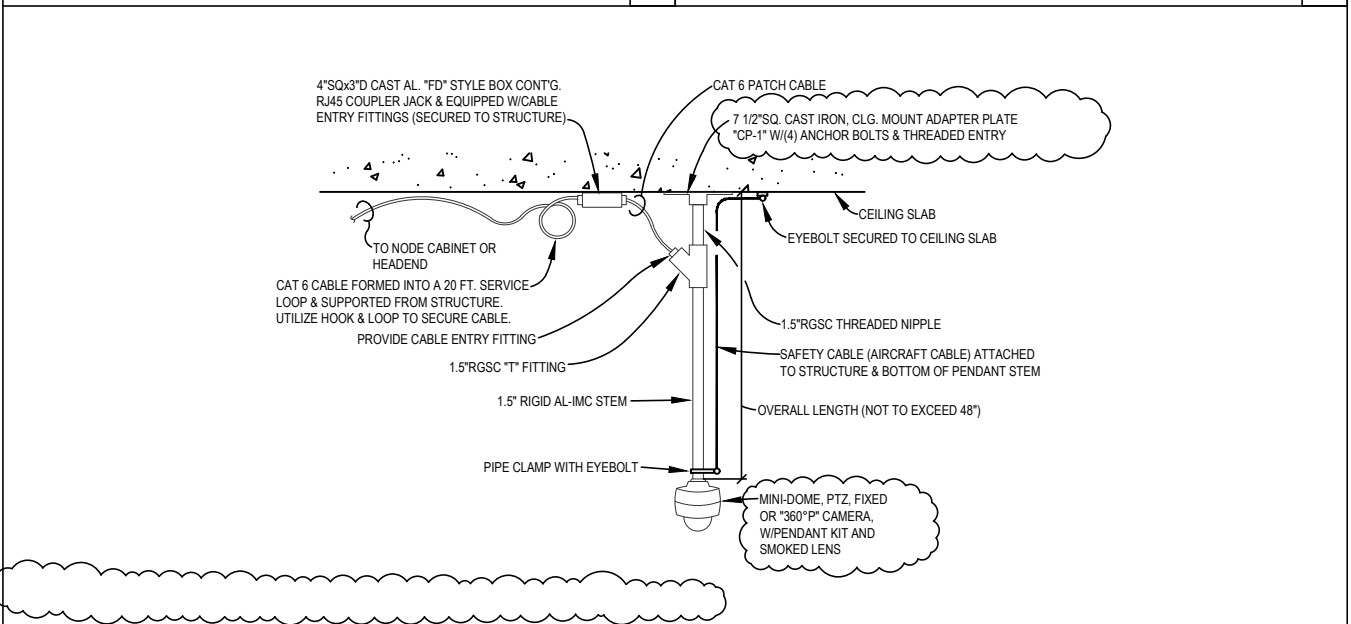 4"SQx3"D CAST AL. "FD" STYLE BOX CONT'G.
RJ45 COUPLER JACK & EQUIPPED W/CABLE
ENTRY FITTINGS (SECURED TO STRUCTURE)
CAT 6 PATCH CABLE
7 1/2"SQ. CAST IRON, CLG. MOUNT ADAPTER PLATE
"CP-1" W/(4) ANCHOR BOLTS & THREADED ENTRY
CEILING SLAB
EYEBOLT SECURED TO CEILING SLAB
TO NODE CABINET OR
HEADEND
CAT 6 CABLE FORMED INTO A 20 FT. SERVICE
LOOP & SUPPORTED FROM STRUCTURE.
UTILIZE HOOK & LOOP TO SECURE CABLE.
PROVIDE CABLE ENTRY FITTING
1.5"RGSC "T" FITTING
1.5" RIGID AL-IMC STEM
PIPE CLAMP WITH EYEBOLT
1.5"RGSC THREADED NIPPLE
SAFETY CABLE (AIRCRAFT CABLE) ATTACHED
TO STRUCTURE & BOTTOM OF PENDANT STEM
OVERALL LENGTH (NOT TO EXCEED 48")
MINI-DOME, PTZ, FIXED
OR "360°P" CAMERA,
W/PENDANT KIT AND
SMOKED LENS